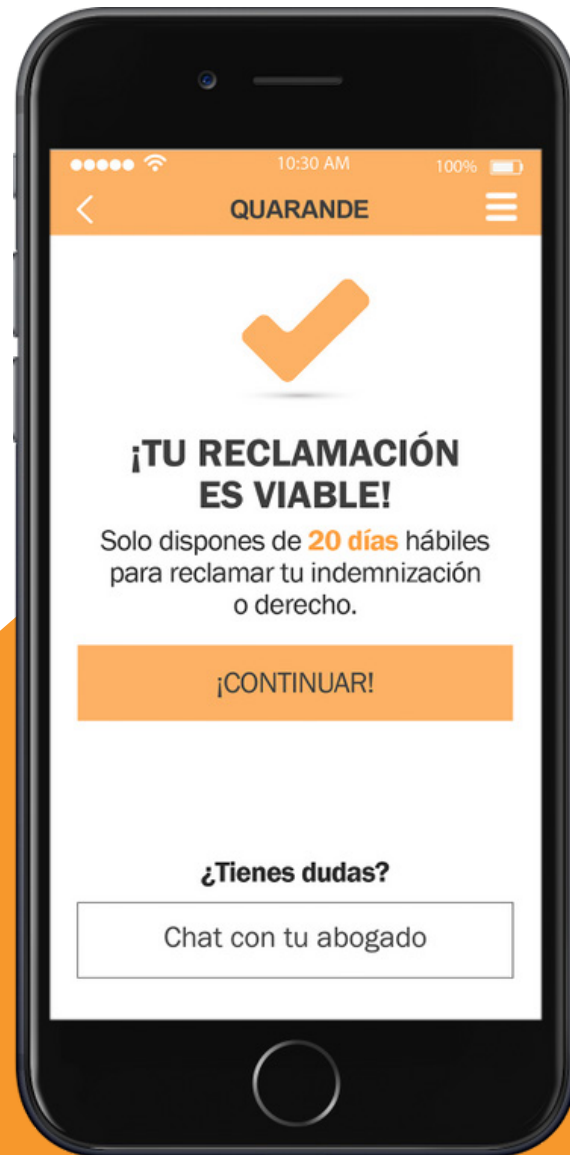 10:30 AM 100%
QUARANDE
¡TU RECLAMACIÓN
ES VIABLE!
Solo dispones de 20 días hábiles
para reclamar tu indemnización
o derecho.
¡CONTINUAR!
¿Tienes dudas?
Chat con tu abogado